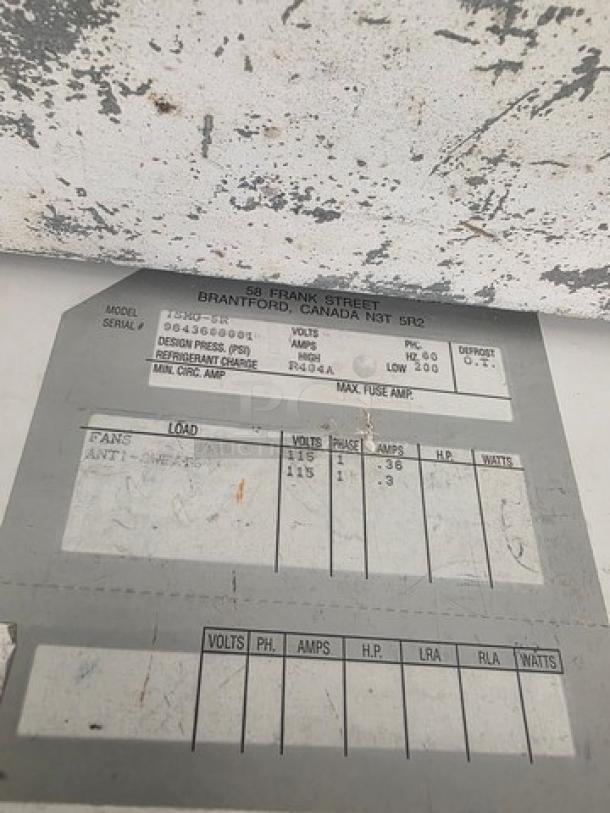 58 FRANK STREET
BRANTFORD, CANADA N3T 5R2
MODEL
SERIAL # VOLTS PH.
DESIGN PRESS. (PSI) AMPS HZ. 60 DEFROST
REFRIGERANT CHARGE HIGH LOW 200 O.T.
MIN. CIRC. AMP R404A
MAX. FUSE AMP.
LOAD VOLTS PHASE AMPS H.P. WATTS
FANS 115 1 .36
115 1 .3
VOLTS PH. AMPS H.P. LRA RLA WATTS